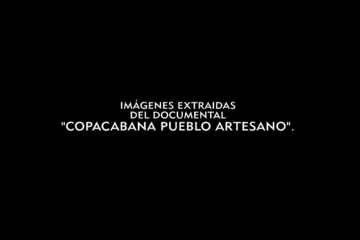 IMÁGENES EXTRAIDAS
DEL DOCUMENTAL
"COPACABANA PUEBLO ARTESANO".